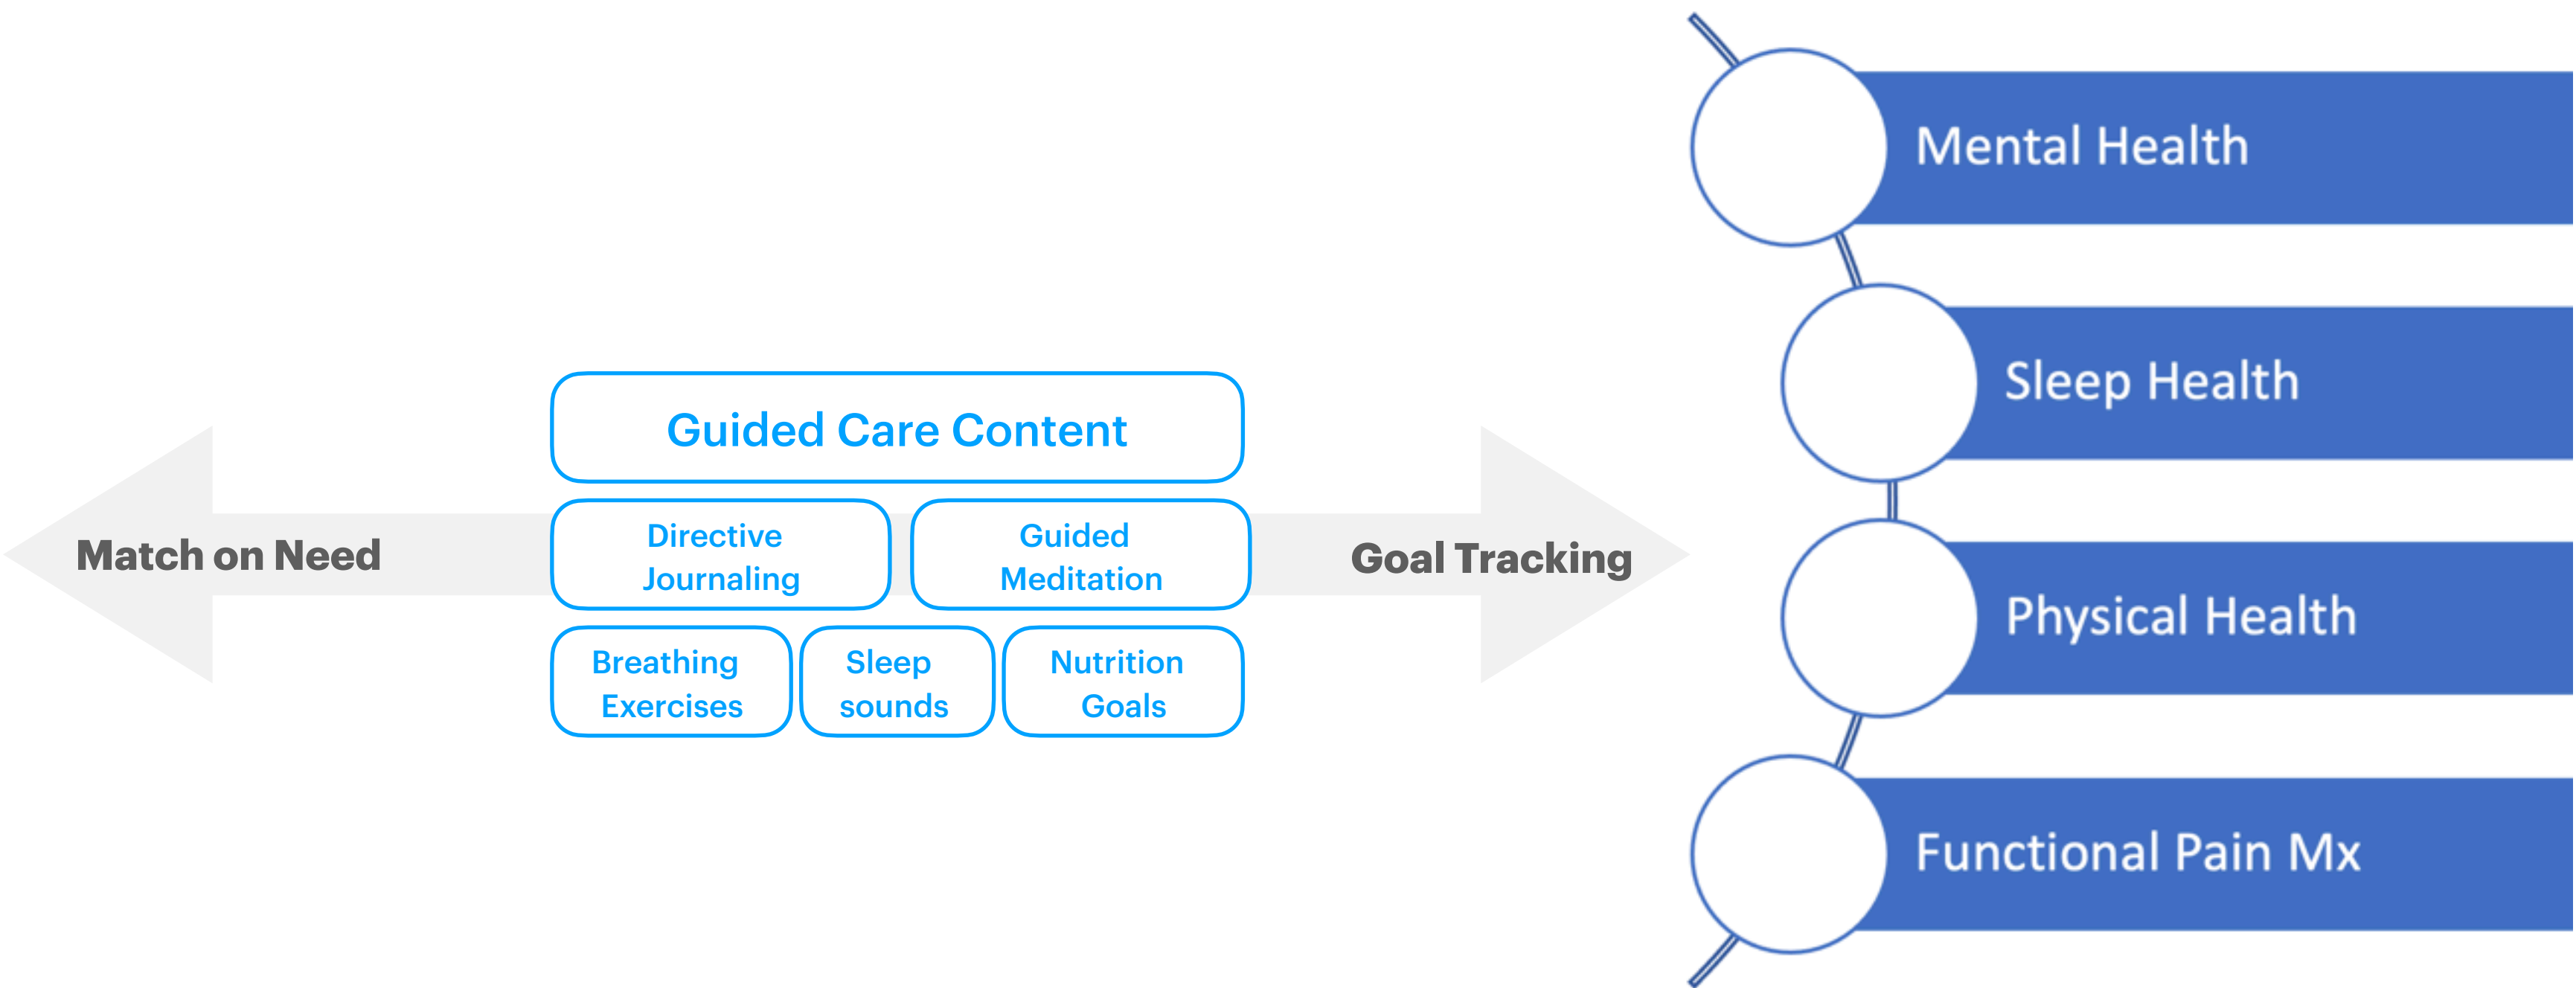 Match on Need
Guided Care Content
Directive
Journaling
Guided
Meditation
Breathing
Exercises
Sleep
sounds
Nutrition
Goals
Goal Tracking
Mental Health
Sleep Health
Physical Health
Functional Pain Mx